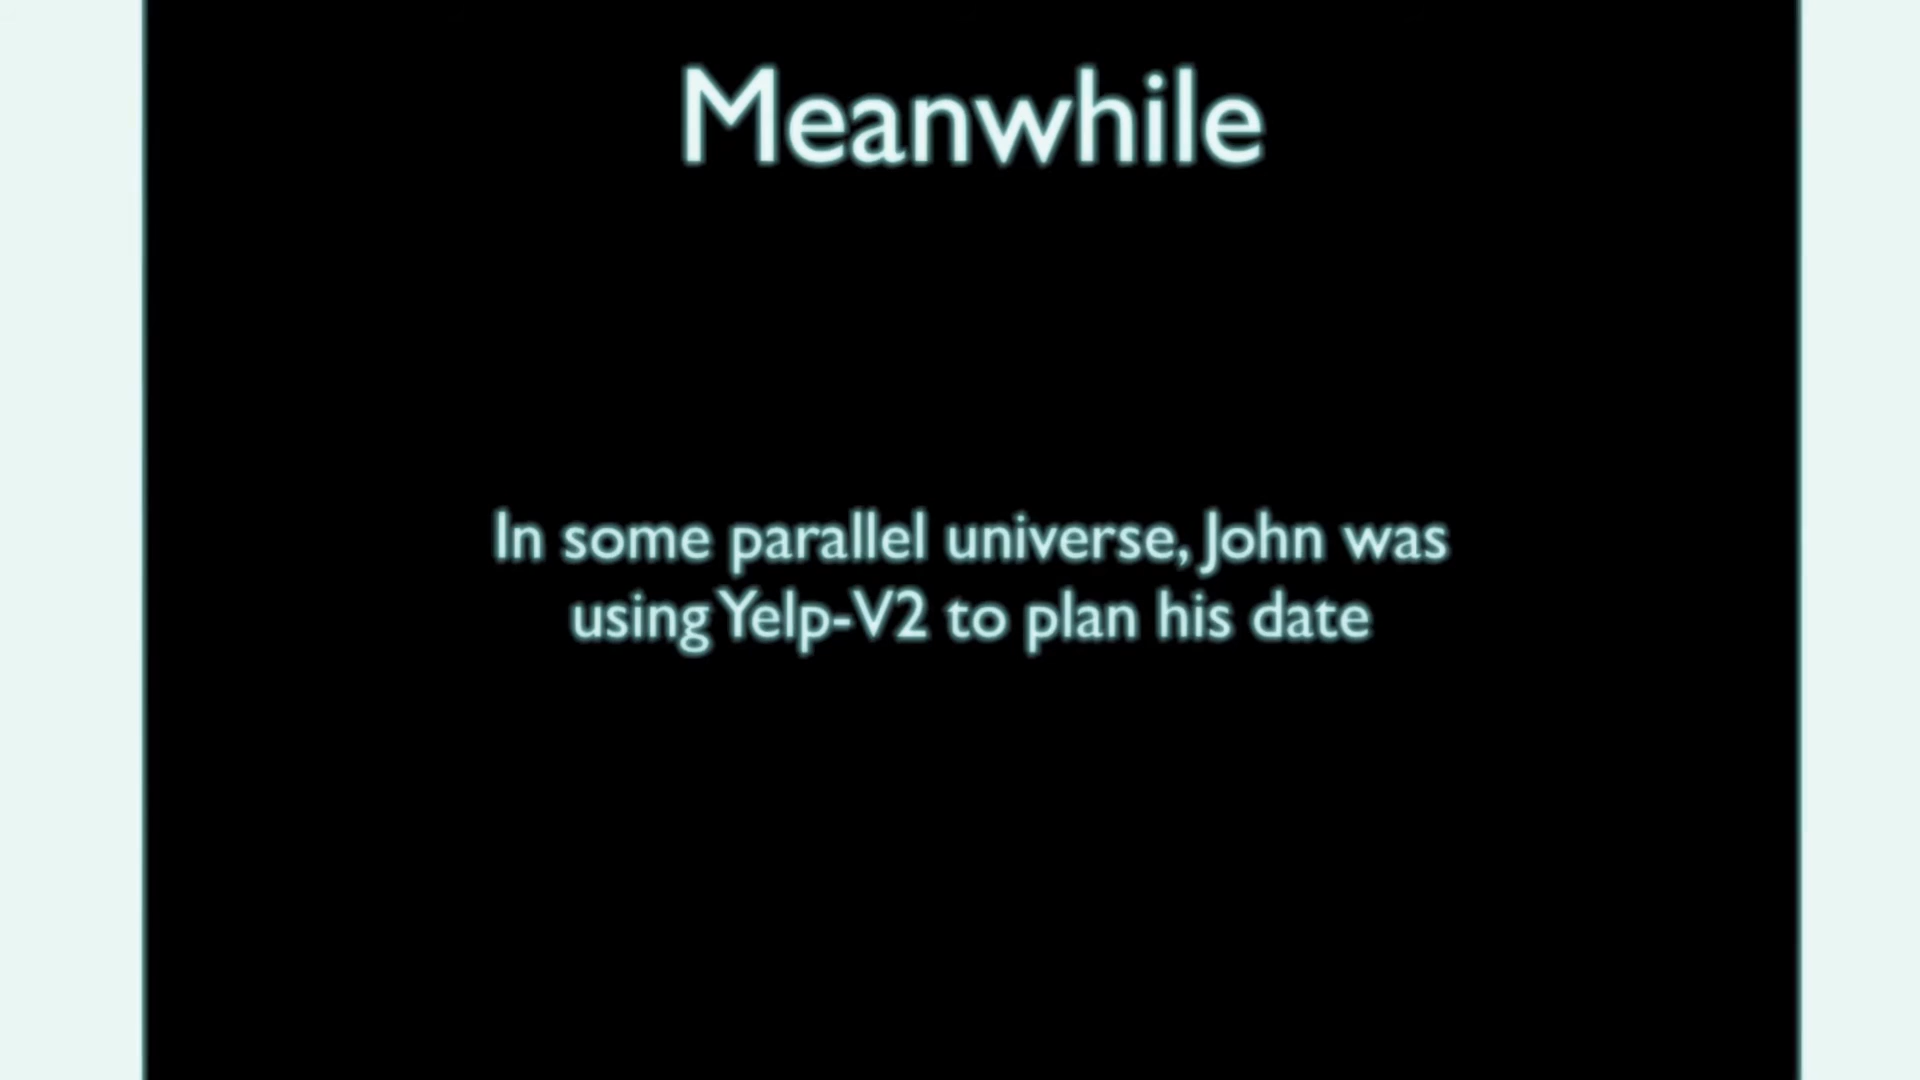 Meanwhile
In some parallel universe, John was
using Yelp-V2 to plan his date